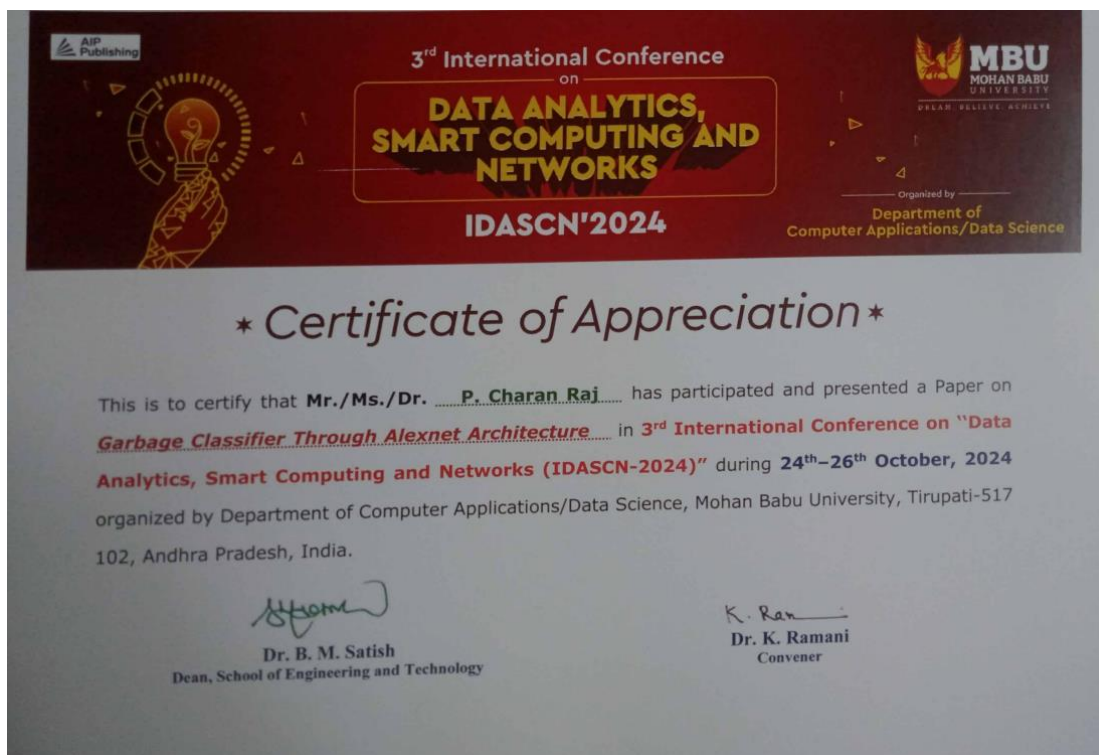 AIP
Publishing
3rd International Conference
on
DATA ANALYTICS,
SMART COMPUTING AND
NETWORKS
IDASCN'2024
MBU
MOHAN BABU
UNIVERSITY
DREAM. BELIEVE. ACHIEVE
Organized by
Department of
Computer Applications/Data Science
* Certificate of Appreciation *
This is to certify that Mr./Ms./Dr. P. Charan Raj has participated and presented a Paper on
Garbage Classifier Through Alexnet Architecture in 3rd International Conference on "Data
Analytics, Smart Computing and Networks (IDASCN-2024)" during 24th–26th October, 2024
organized by Department of Computer Applications/Data Science, Mohan Babu University, Tirupati-517
102, Andhra Pradesh, India.
Dr. B. M. Satish
Dean, School of Engineering and Technology
K. Ram
Dr. K. Ramani
Convener